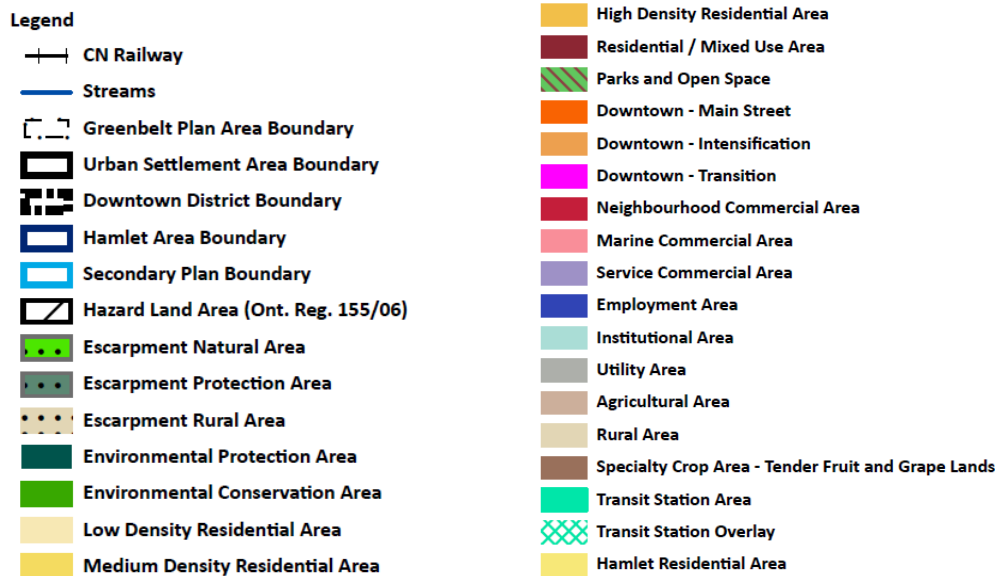 Legend
CN Railway
Streams
Greenbelt Plan Area Boundary
Urban Settlement Area Boundary
Downtown District Boundary
Hamlet Area Boundary
Secondary Plan Boundary
Hazard Land Area (Ont. Reg. 155/06)
Escarpment Natural Area
Escarpment Protection Area
Escarpment Rural Area
Environmental Protection Area
Environmental Conservation Area
Low Density Residential Area
Medium Density Residential Area
High Density Residential Area
Residential / Mixed Use Area
Parks and Open Space
Downtown - Main Street
Downtown - Intensification
Downtown - Transition
Neighbourhood Commercial Area
Marine Commercial Area
Service Commercial Area
Employment Area
Institutional Area
Utility Area
Agricultural Area
Rural Area
Specialty Crop Area - Tender Fruit and Grape Lands
Transit Station Area
Transit Station Overlay
Hamlet Residential Area